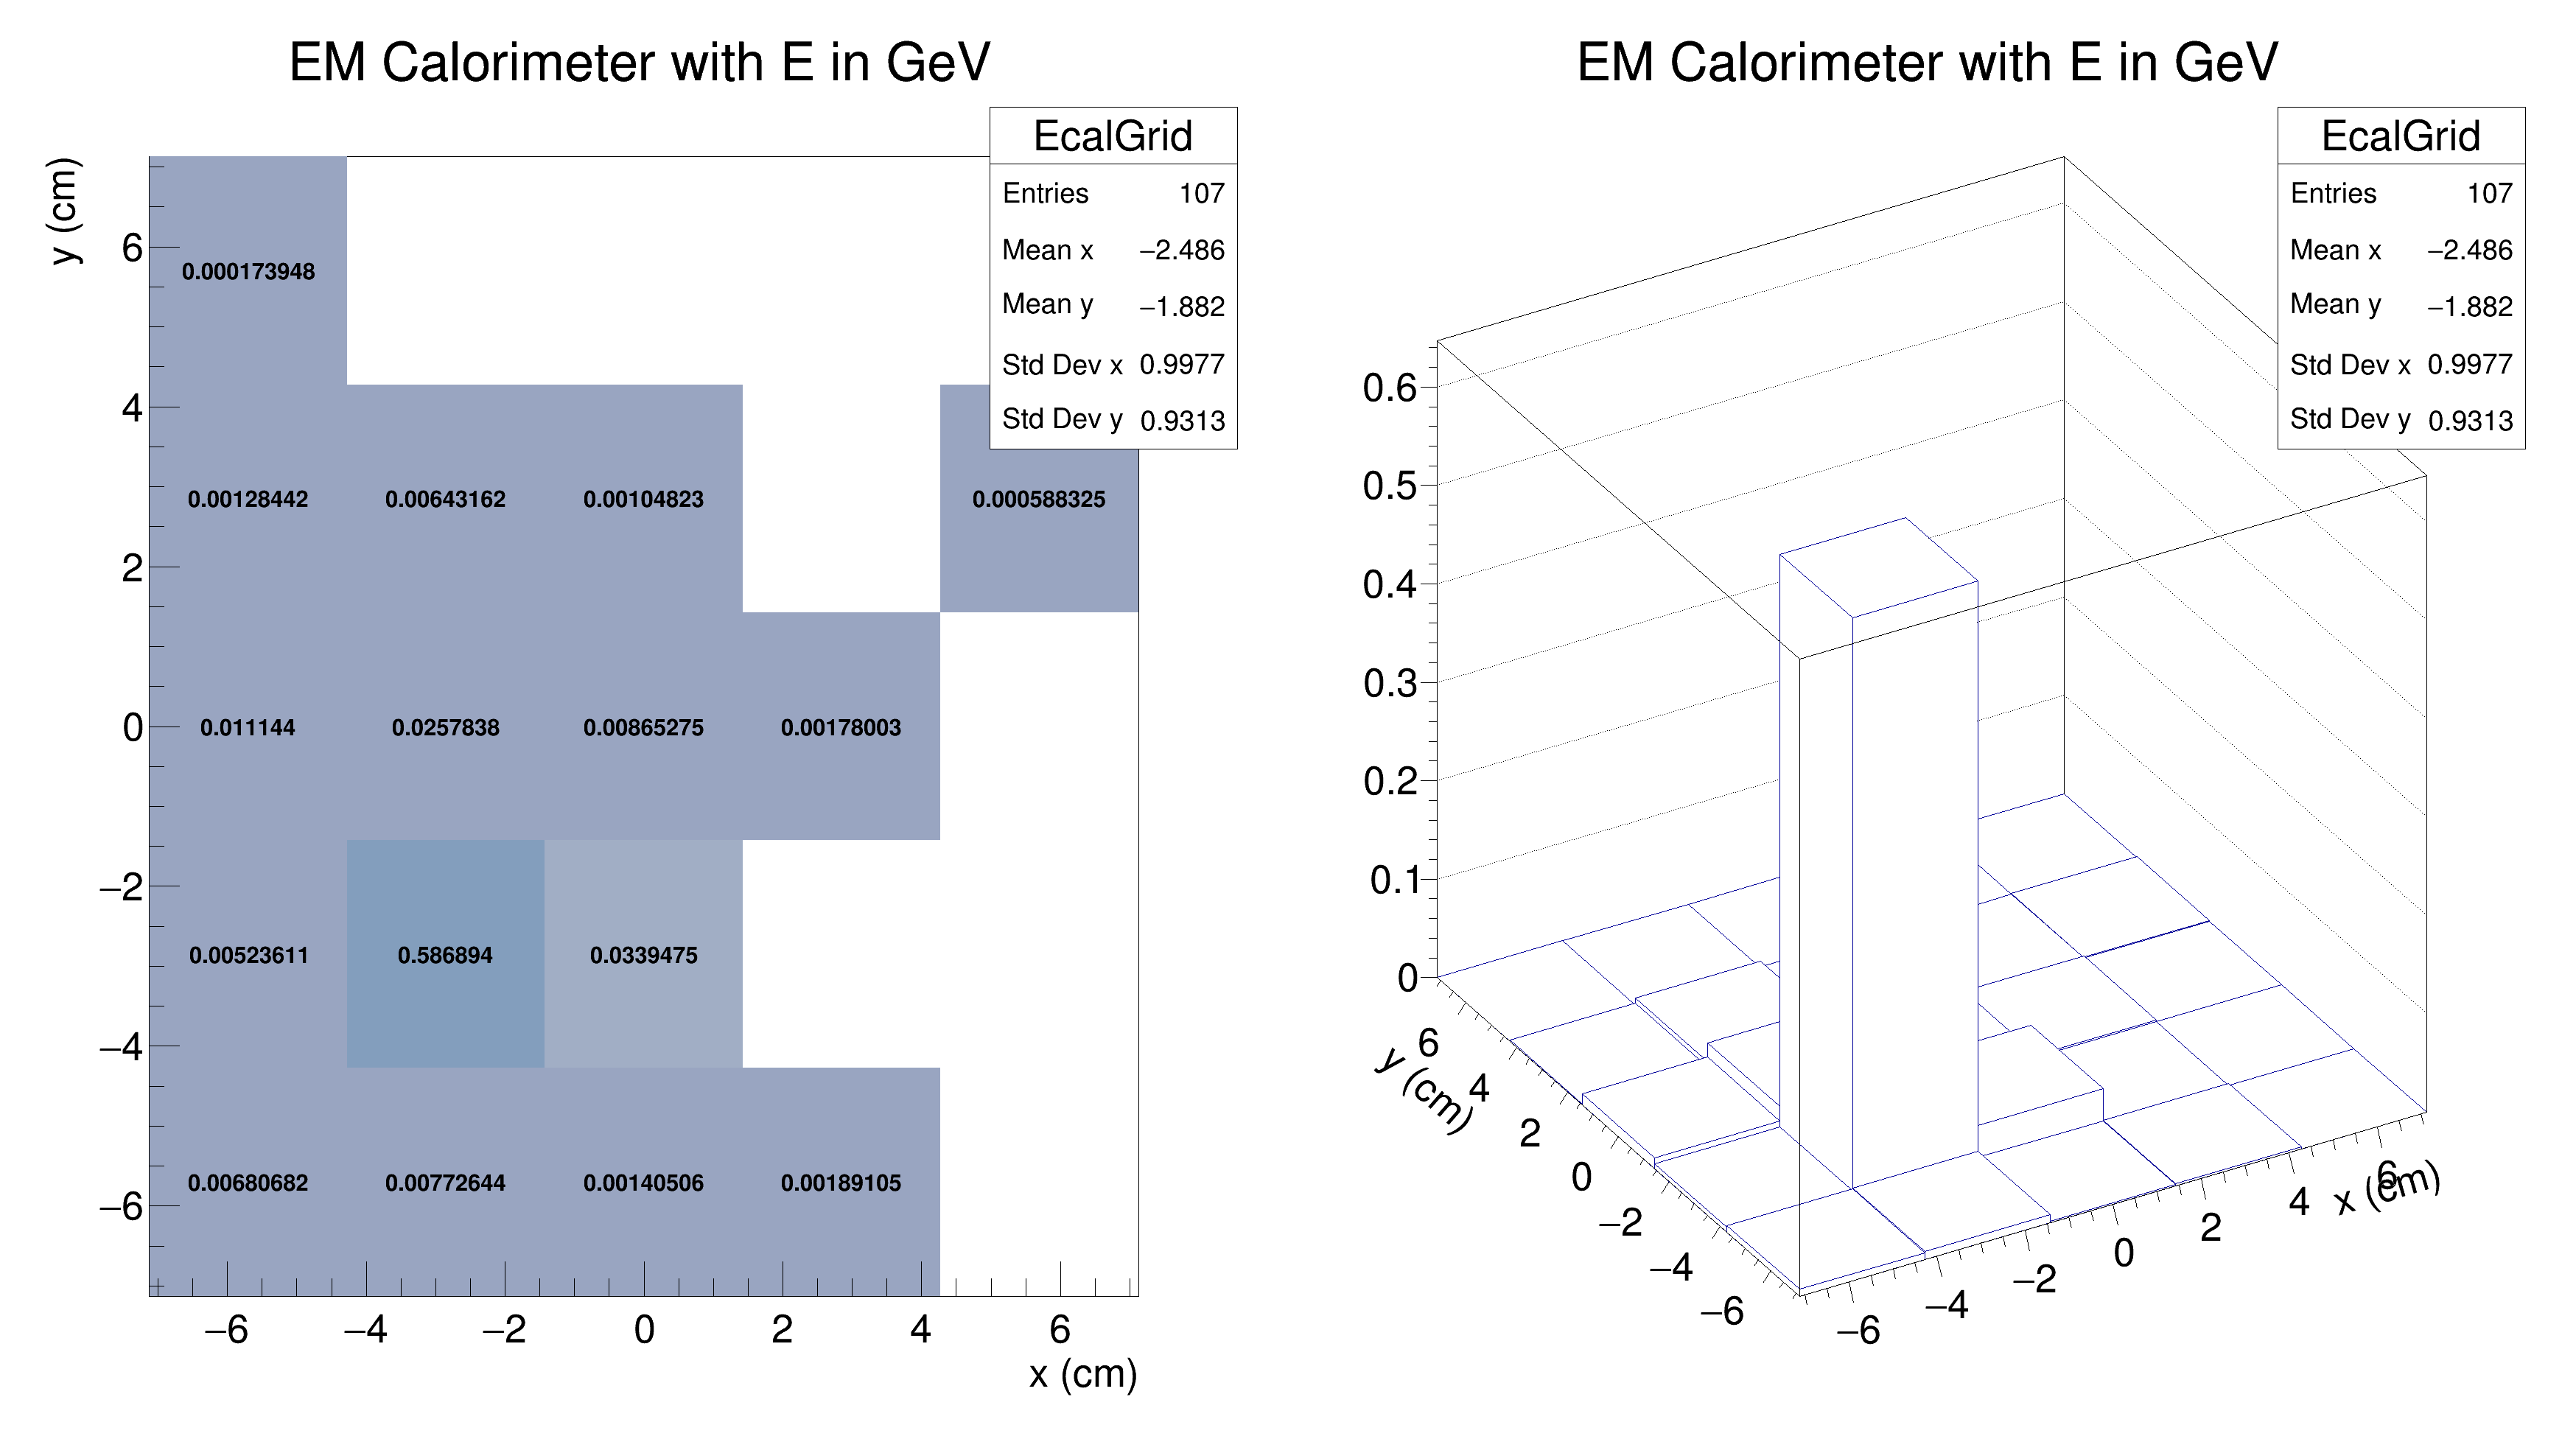 EM Calorimeter with E in GeV
EcalGrid
Entries 107
Mean x −2.486
Mean y −1.882
Std Dev x 0.9977
Std Dev y 0.9313
y (cm)
6
4
2
0
−2
−4
−6
0.000173948
0.00128442 0.00643162 0.00104823 0.000588325
0.011144 0.0257838 0.00865275 0.00178003
0.00523611 0.586894 0.0339475
0.00680682 0.00772644 0.00140506 0.00189105
−6 −4 −2 0 2 4 6
x (cm)
EM Calorimeter with E in GeV
EcalGrid
Entries 107
Mean x −2.486
Mean y −1.882
Std Dev x 0.9977
Std Dev y 0.9313
0.6
0.5
0.4
0.3
0.2
0.1
0
y (cm)
6
4
2
0
−2
−4
−6
−6 −4 −2 0 2 4 6
x (cm)